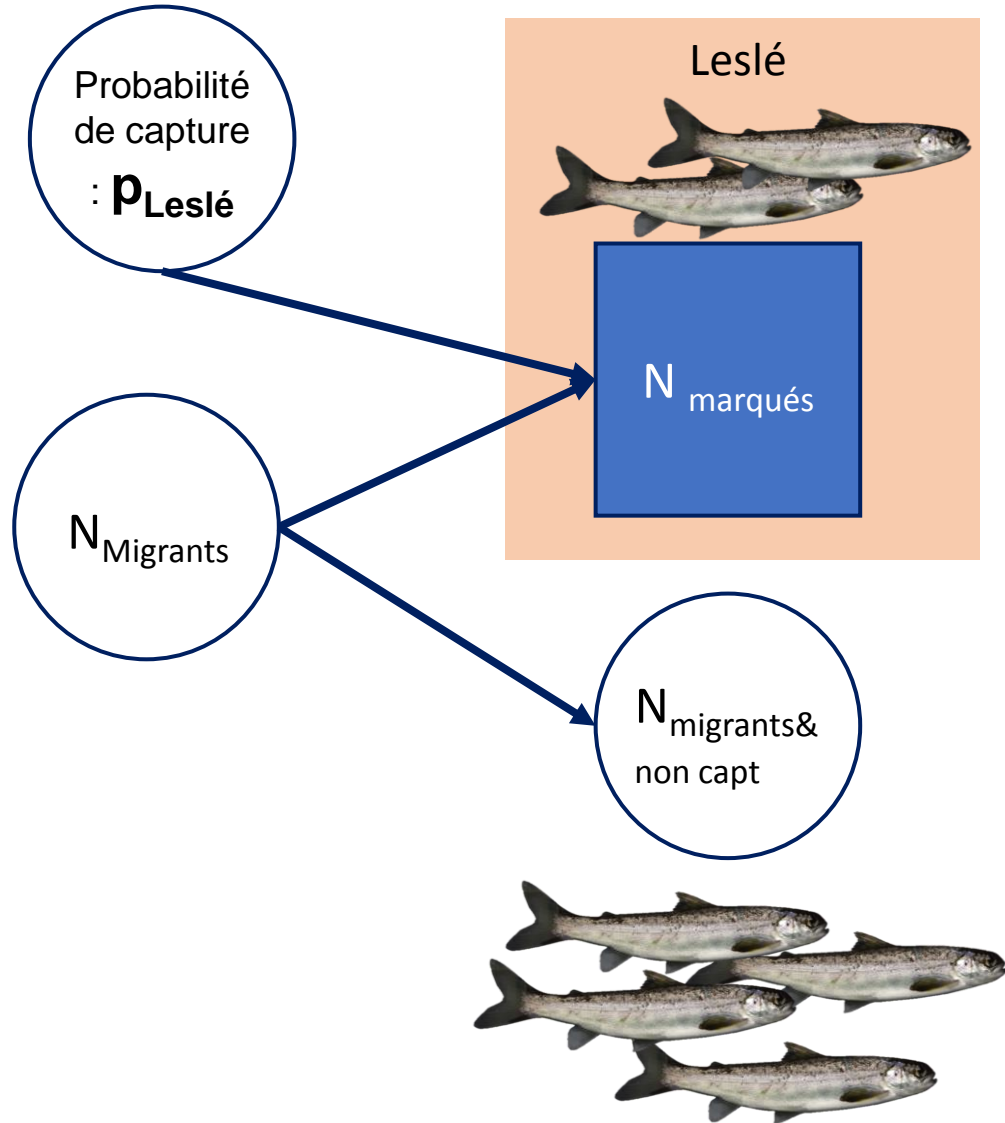 Probabilité
de capture
: pLeslé
Leslé
N marqués
NMigrants
Nmigrants&
non capt